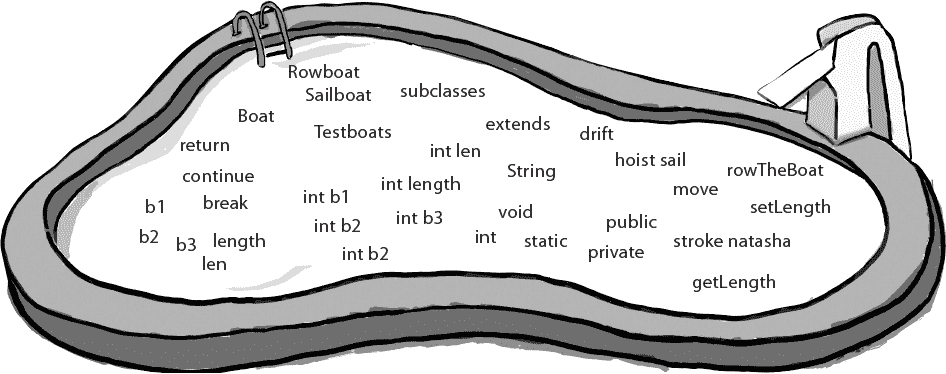 Rowboat
Sailboat
subclasses
Boat
Testboats
extends
drift
return
int len
hoist sail
continue
int length
String
move
rowTheBoat
b1
break
int b1
int b2
int b3
void
public
setLength
b2
b3
length
int
static
private
stroke natasha
len
int b2
getLength